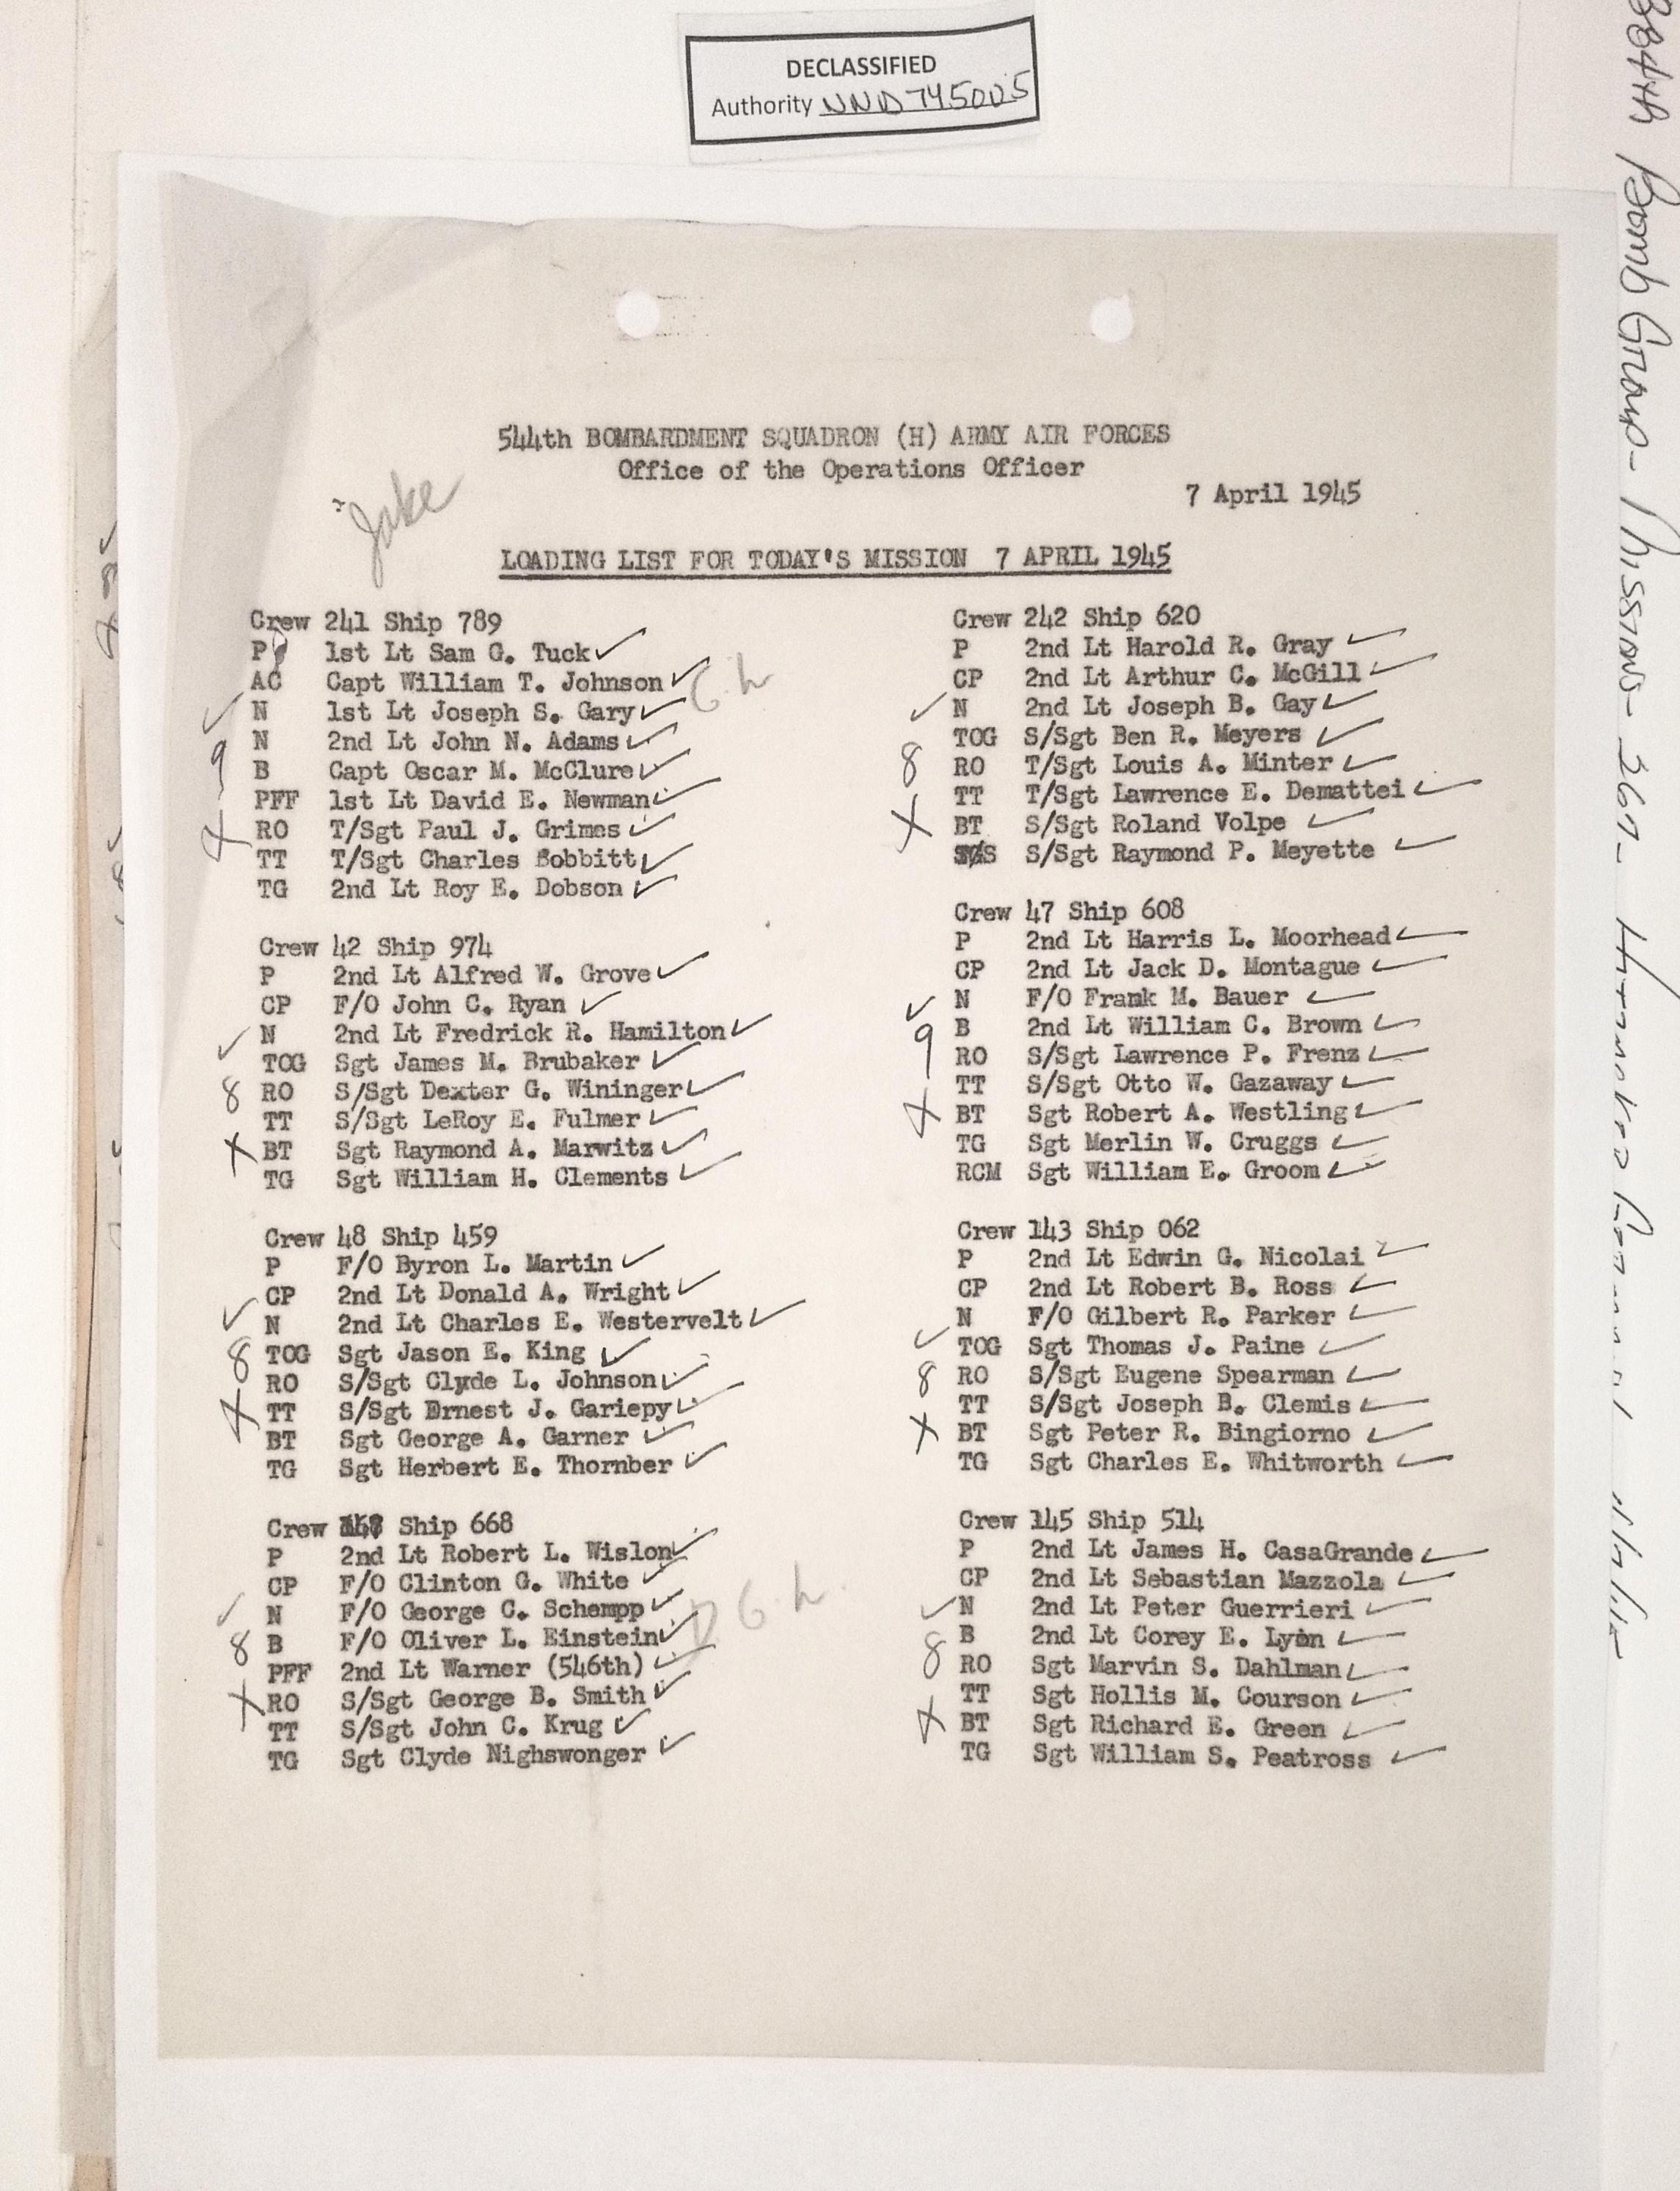 DECLASSIFIED
Authority NND 745005
384th Bomb Group - Missions - 307 -
544th BOMBARDMENT SQUADRON (H) ARMY AIR FORCES
Office of the Operations Officer
7 April 1945
Jake
LOADING LIST FOR TODAY'S MISSION 7 APRIL 1945
Crew 241 Ship 789
P 1st Lt Sam G. Tuck ✓
AC Capt William T. Johnson ✓
G. h
✓ N 1st Lt Joseph S. Gary ✓
N 2nd Lt John N. Adams ✓
9 B Capt Oscar M. McClure ✓
PFF 1st Lt David E. Newman ✓
X RO T/Sgt Paul J. Grimes ✓
TT T/Sgt Charles Bobbitt ✓
TG 2nd Lt Roy E. Dobson ✓
Crew 42 Ship 974
P 2nd Lt Alfred W. Grove ✓
CP F/O John C. Ryan ✓
✓ N 2nd Lt Fredrick R. Hamilton ✓
TOG Sgt James M. Brubaker ✓
8 RO S/Sgt Dexter G. Wininger ✓
TT S/Sgt LeRoy E. Fulmer ✓
X BT Sgt Raymond A. Marwitz ✓
TG Sgt William H. Clements ✓
Crew 48 Ship 459
P F/O Byron L. Martin ✓
CP 2nd Lt Donald A. Wright ✓
✓ N 2nd Lt Charles E. Westervelt ✓
8 TOG Sgt Jason E. King ✓
RO S/Sgt Clyde L. Johnson ✓
X TT S/Sgt Ernest J. Gariepy ✓
BT Sgt George A. Garner ✓
TG Sgt Herbert E. Thornber ✓
Crew Ship 668
P 2nd Lt Robert L. Wislon ✓
CP F/O Clinton G. White ✓
✓ N F/O George C. Schempp ✓
D G. h
8 B F/O Oliver L. Einstein ✓
PFF 2nd Lt Warner (546th) ✓
X RO S/Sgt George B. Smith ✓
TT S/Sgt John C. Krug ✓
TG Sgt Clyde Nighswonger ✓
Crew 242 Ship 620
P 2nd Lt Harold R. Gray ✓
CP 2nd Lt Arthur C. McGill ✓
✓ N 2nd Lt Joseph B. Gay ✓
TOG S/Sgt Ben R. Meyers ✓
8 RO T/Sgt Louis A. Minter ✓
TT T/Sgt Lawrence E. Demattei ✓
X BT S/Sgt Roland Volpe ✓
S/Sgt Raymond P. Meyette ✓
Crew 47 Ship 608
P 2nd Lt Harris L. Moorhead ✓
CP 2nd Lt Jack D. Montague ✓
✓ N F/O Frank M. Bauer ✓
9 B 2nd Lt William C. Brown ✓
RO S/Sgt Lawrence P. Frenz ✓
TT S/Sgt Otto W. Gazaway ✓
X BT Sgt Robert A. Westling ✓
TG Sgt Merlin W. Cruggs ✓
RCM Sgt William E. Groom ✓
Crew 143 Ship 062
P 2nd Lt Edwin G. Nicolai ✓
CP 2nd Lt Robert B. Ross ✓
N F/O Gilbert R. Parker ✓
✓ TOG Sgt Thomas J. Paine ✓
8 RO S/Sgt Eugene Spearman ✓
TT S/Sgt Joseph B. Clemis ✓
X BT Sgt Peter R. Bingiorno ✓
TG Sgt Charles E. Whitworth ✓
Crew 145 Ship 514
P 2nd Lt James H. CasaGrande ✓
CP 2nd Lt Sebastian Mazzola ✓
✓ N 2nd Lt Peter Guerrieri ✓
8 B 2nd Lt Corey E. Lyon ✓
RO Sgt Marvin S. Dahlman ✓
TT Sgt Hollis M. Courson ✓
X BT Sgt Richard E. Green ✓
TG Sgt William S. Peatross ✓